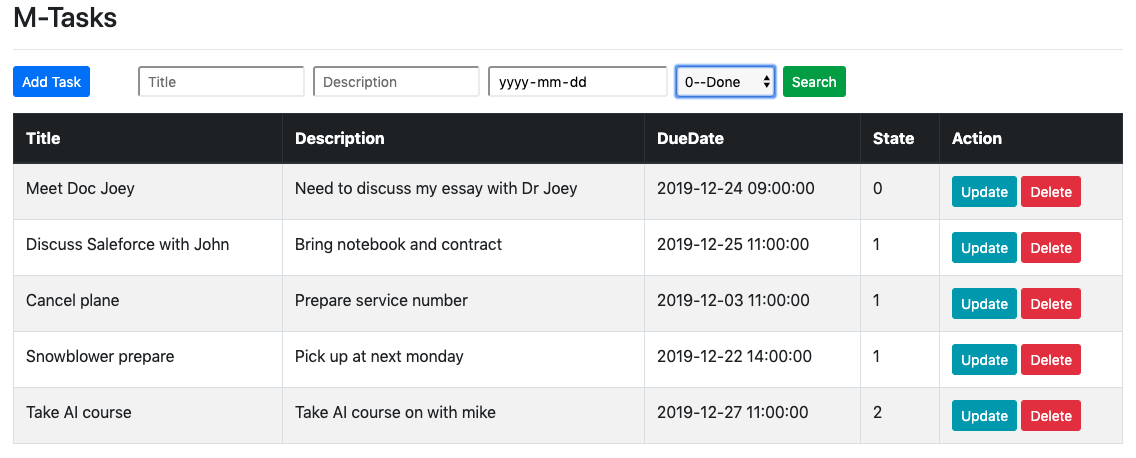 M-Tasks
Add Task Title Description yyyy-mm-dd 0--Done Search
Title Description DueDate State Action
Meet Doc Joey Need to discuss my essay with Dr Joey 2019-12-24 09:00:00 0 Update Delete
Discuss Saleforce with John Bring notebook and contract 2019-12-25 11:00:00 1 Update Delete
Cancel plane Prepare service number 2019-12-03 11:00:00 1 Update Delete
Snowblower prepare Pick up at next monday 2019-12-22 14:00:00 1 Update Delete
Take AI course Take AI course on with mike 2019-12-27 11:00:00 2 Update Delete